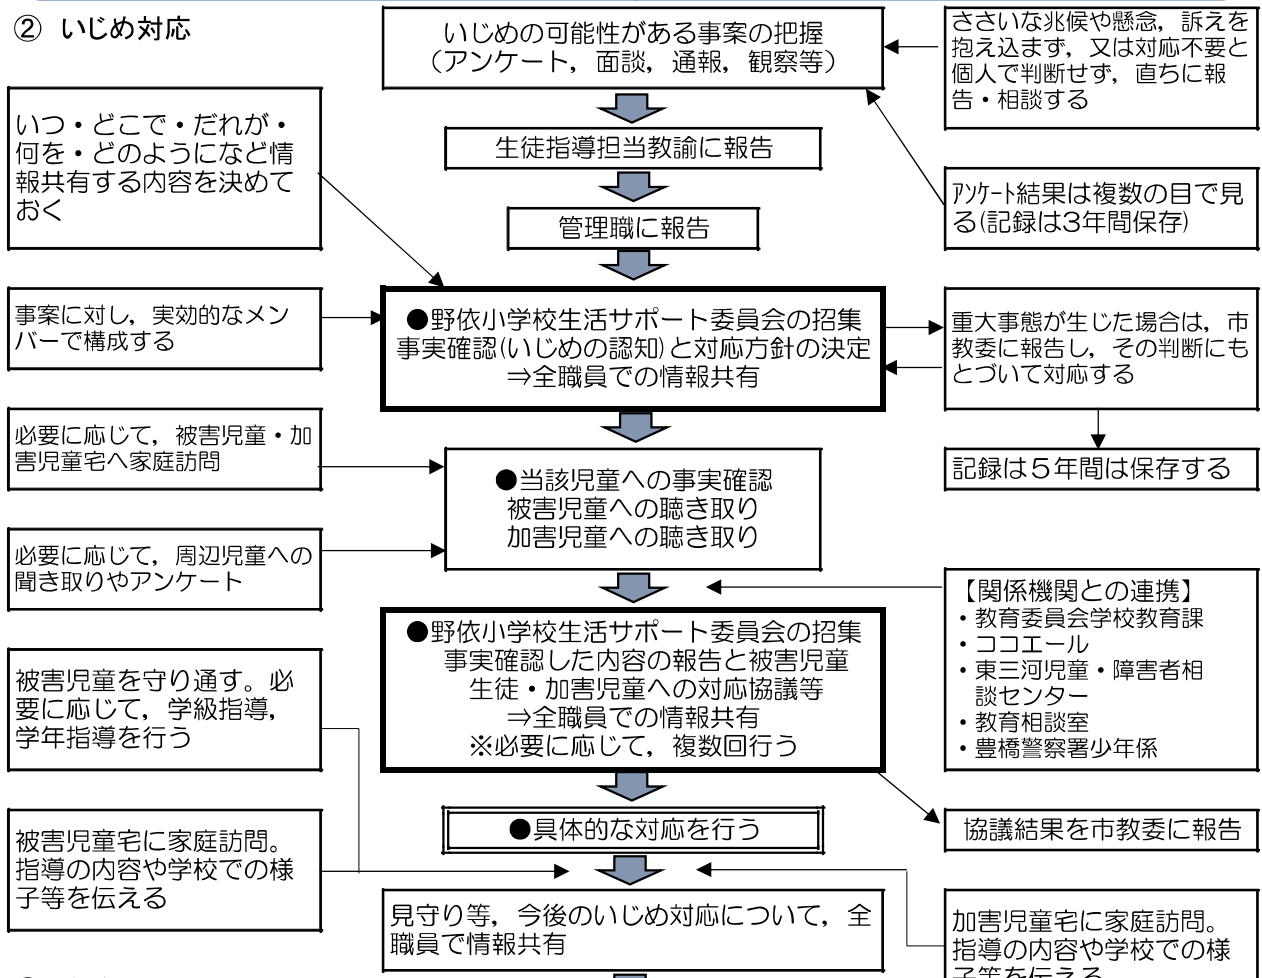 ② いじめ対応
いじめの可能性がある事案の把握
（アンケート，面談，通報，観察等）
ささいな兆候や懸念，訴えを
抱え込まず，又は対応不要と
個人で判断せず，直ちに報
告・相談する
いつ・どこで・だれが・
何を・どのようになど情
報共有する内容を決めて
おく
生徒指導担当教諭に報告
ｱﾝｹｰﾄ結果は複数の目で見
る(記録は3年間保存)
管理職に報告
事案に対し，実効的なメン
バーで構成する
●野依小学校生活サポート委員会の招集
事実確認(いじめの認知)と対応方針の決定
⇒全職員での情報共有
重大事態が生じた場合は，市
教委に報告し，その判断にも
とづいて対応する
必要に応じて，被害児童・加
害児童宅へ家庭訪問
記録は５年間は保存する
●当該児童への事実確認
被害児童への聴き取り
加害児童への聴き取り
必要に応じて，周辺児童への
聞き取りやアンケート
【関係機関との連携】
・教育委員会学校教育課
・ココエール
・東三河児童・障害者相
談センター
・教育相談室
・豊橋警察署少年係
●野依小学校生活サポート委員会の招集
事実確認した内容の報告と被害児童
生徒・加害児童への対応協議等
⇒全職員での情報共有
※必要に応じて，複数回行う
被害児童を守り通す。必
要に応じて，学級指導，
学年指導を行う
●具体的な対応を行う
協議結果を市教委に報告
被害児童宅に家庭訪問。
指導の内容や学校での様
子等を伝える
見守り等，今後のいじめ対応について，全
職員で情報共有
加害児童宅に家庭訪問。
指導の内容や学校での様
子等を伝える